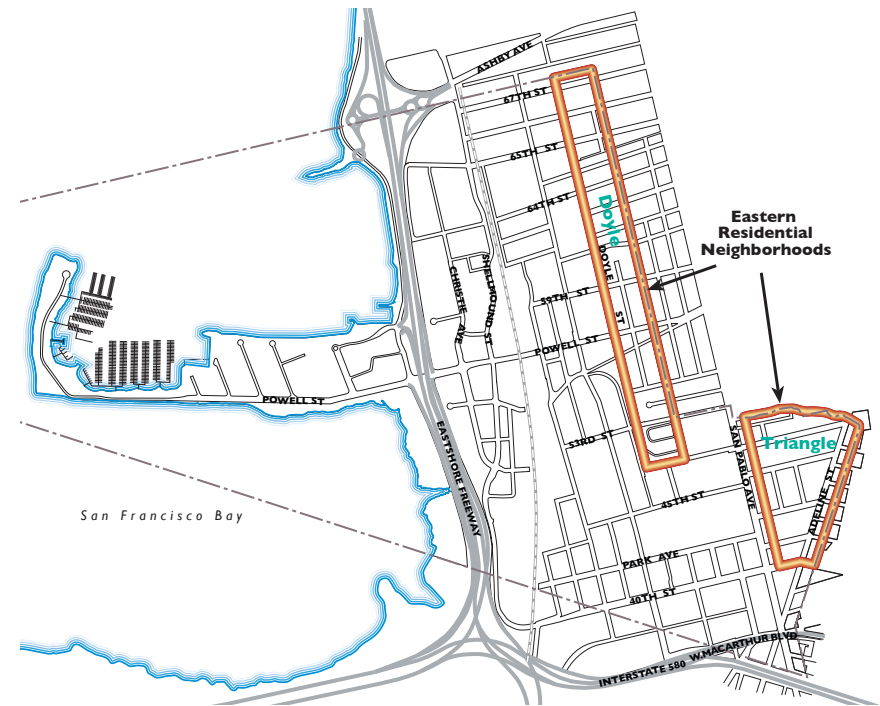 ASHBY AVE
67TH ST
65TH ST
64TH ST
Doyle
Eastern
Residential
Neighborhoods
DOYLE ST
SHELLMOUND ST
CHRISTIE AVE
59TH ST
POWELL ST
POWELL ST
53RD ST
SAN PABLO AVE
Triangle
EASTSHORE FREEWAY
ADELINE ST
45TH ST
San Francisco Bay
PARK AVE
40TH ST
W.MACARTHUR BLVD
INTERSTATE 580